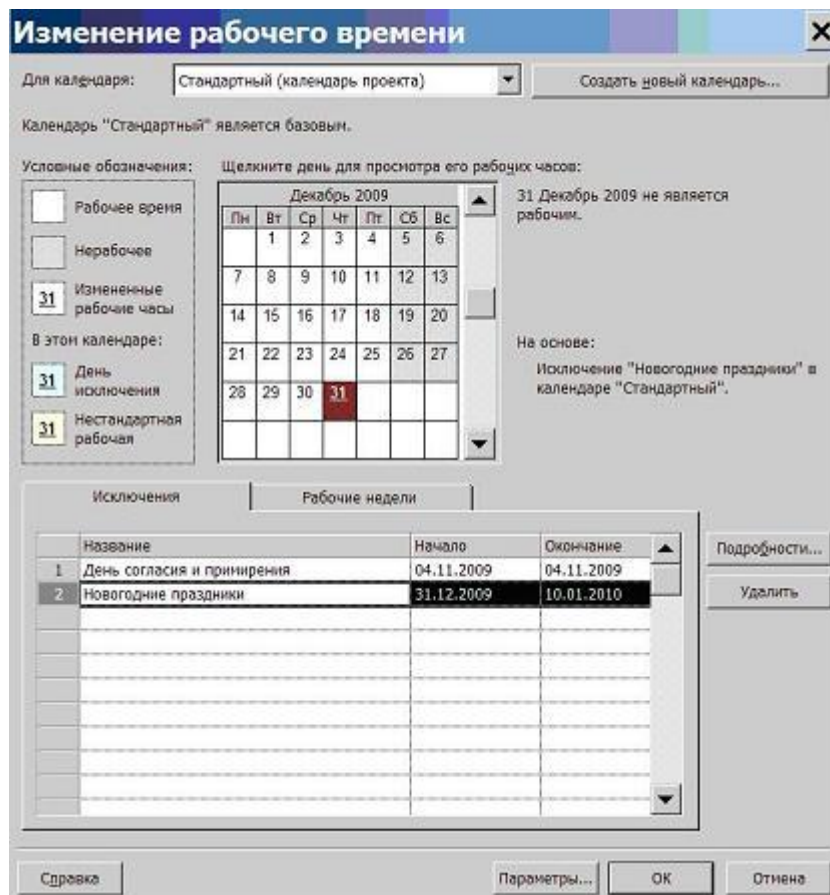 Изменение рабочего времени
Для календаря: Стандартный (календарь проекта) Создать новый календарь...
Календарь "Стандартный" является базовым.
Условные обозначения:
Рабочее время
Нерабочее
31 Измененные рабочие часы
В этом календаре:
31 День исключения
31 Нестандартная рабочая
Щелкните день для просмотра его рабочих часов:
Декабрь 2009
Пн Вт Ср Чт Пт Сб Вс
1 2 3 4 5 6
7 8 9 10 11 12 13
14 15 16 17 18 19 20
21 22 23 24 25 26 27
28 29 30 31
31 Декабрь 2009 не является
рабочим.
На основе:
Исключение "Новогодние праздники" в
календаре "Стандартный".
Исключения Рабочие недели
Название Начало Окончание
1 День согласия и примирения 04.11.2009 04.11.2009
2 Новогодние праздники 31.12.2009 10.01.2010
Подробности...
Удалить
Справка Параметры... ОК Отмена